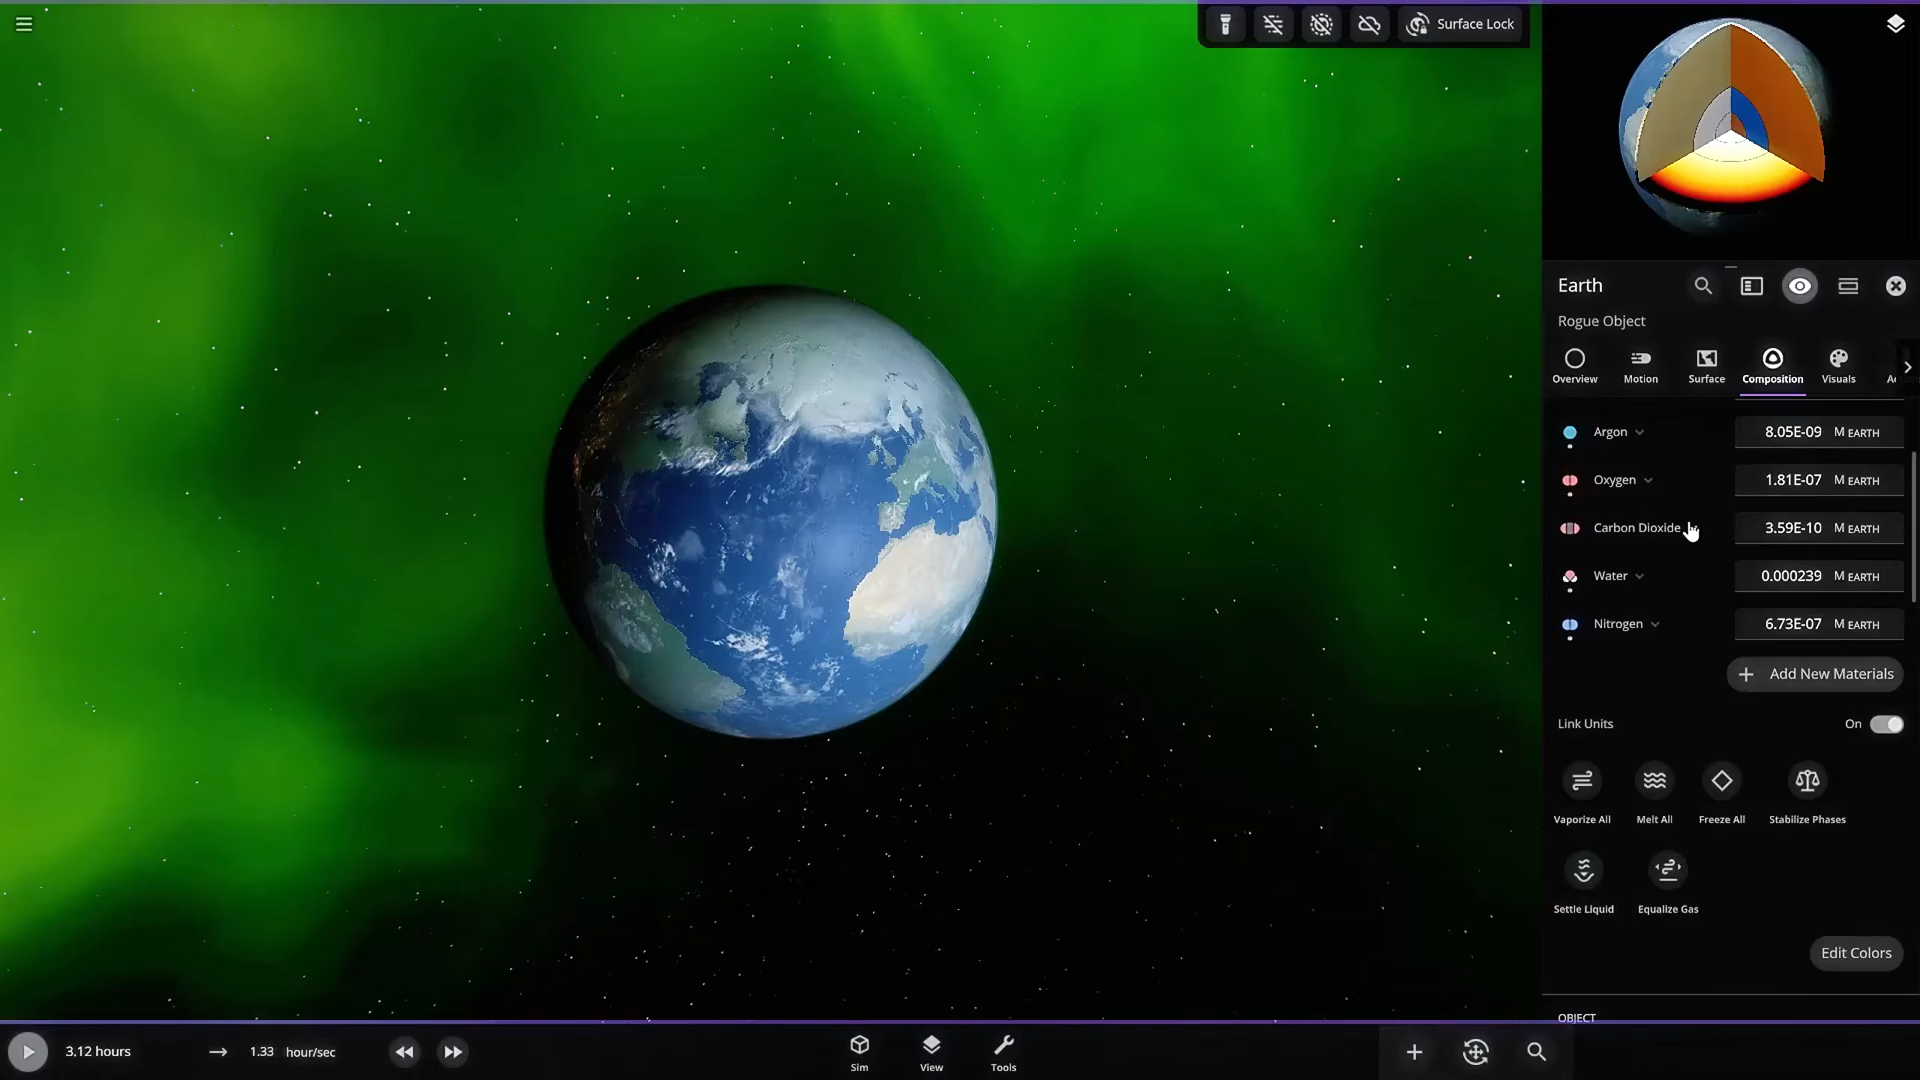 Surface Lock
Earth
Rogue Object
Overview
Motion
Surface
Composition
Visuals
Argon 8.05E-09 M EARTH
Oxygen 1.81E-07 M EARTH
Carbon Dioxide 3.59E-10 M EARTH
Water 0.000239 M EARTH
Nitrogen 6.73E-07 M EARTH
+ Add New Materials
Link Units On
Vaporize All
Melt All
Freeze All
Stabilize Phases
Settle Liquid
Equalize Gas
Edit Colors
OBJECT
3.12 hours → 1.33 hour/sec
Sim
View
Tools